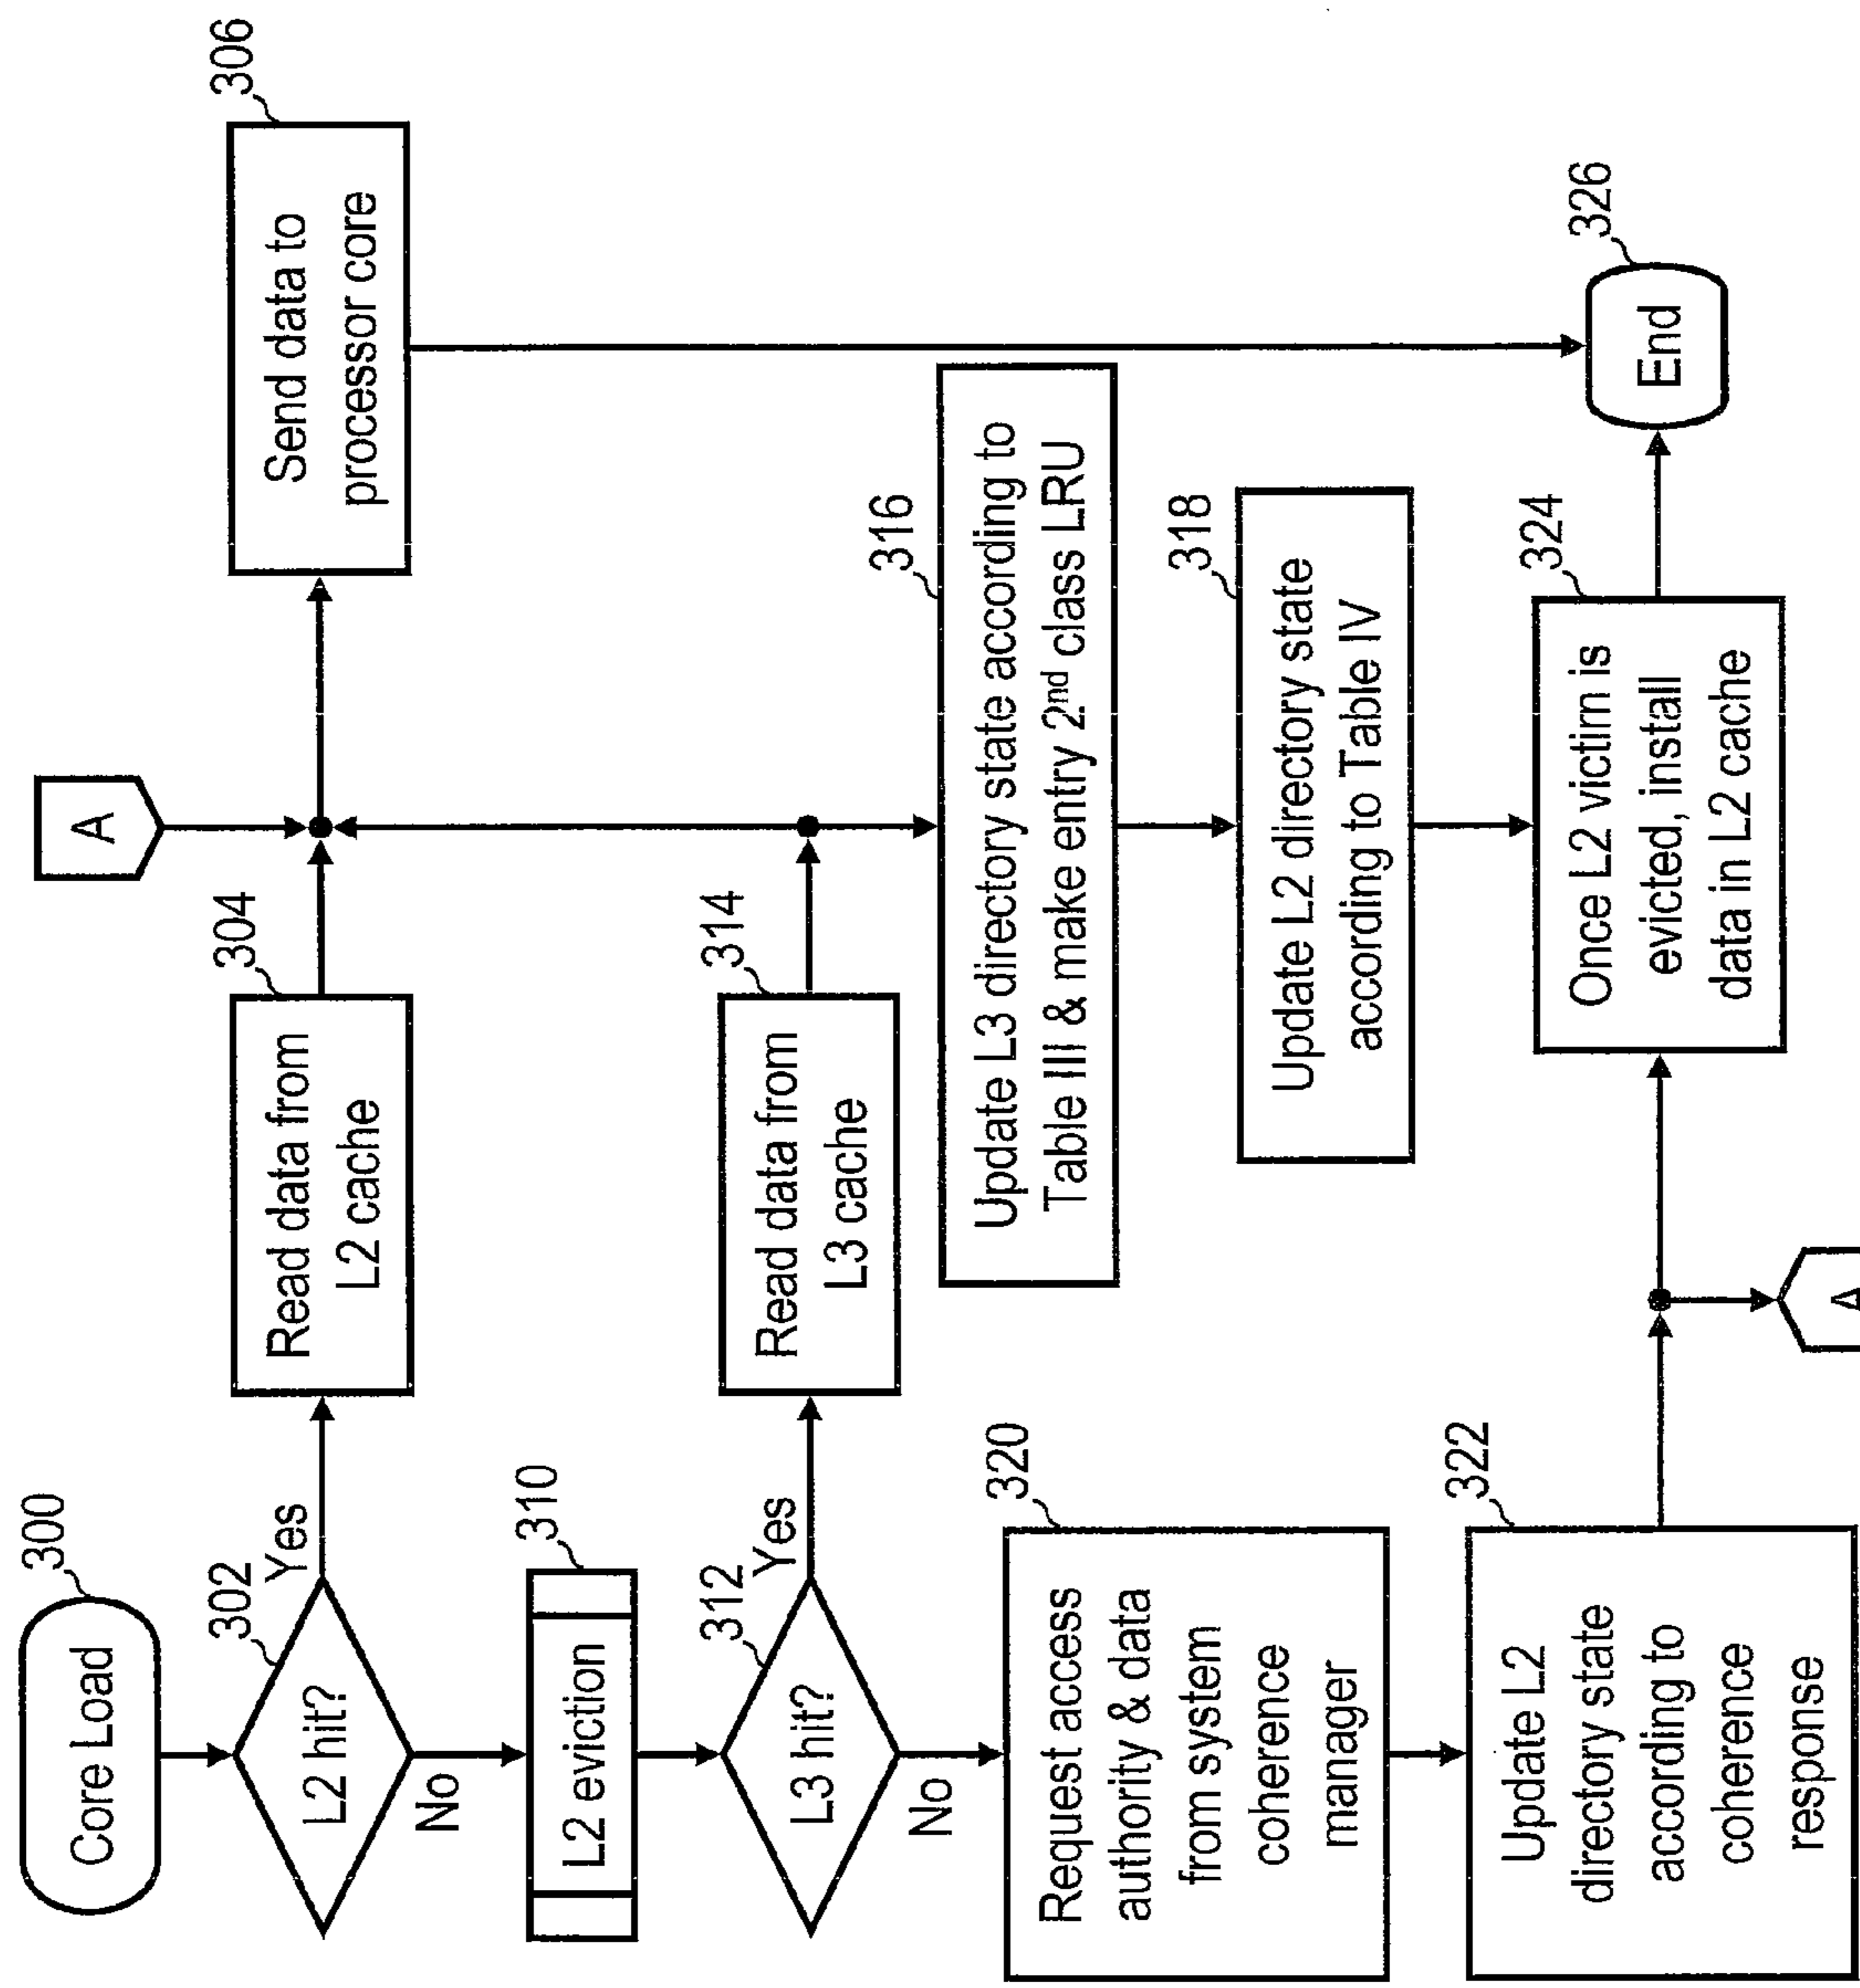 300
Core Load
302
L2 hit?
Yes
No
304
Read data from
L2 cache
A
306
Send data to
processor core
310
L2 eviction
312
L3 hit?
Yes
No
314
Read data from
L3 cache
316
Update L3 directory state according to
Table III & make entry 2nd class LRU
318
Update L2 directory state
according to Table IV
320
Request access
authority & data
from system
coherence
manager
322
Update L2
directory state
according to
coherence
response
A
324
Once L2 victim is
evicted, install
data in L2 cache
326
End